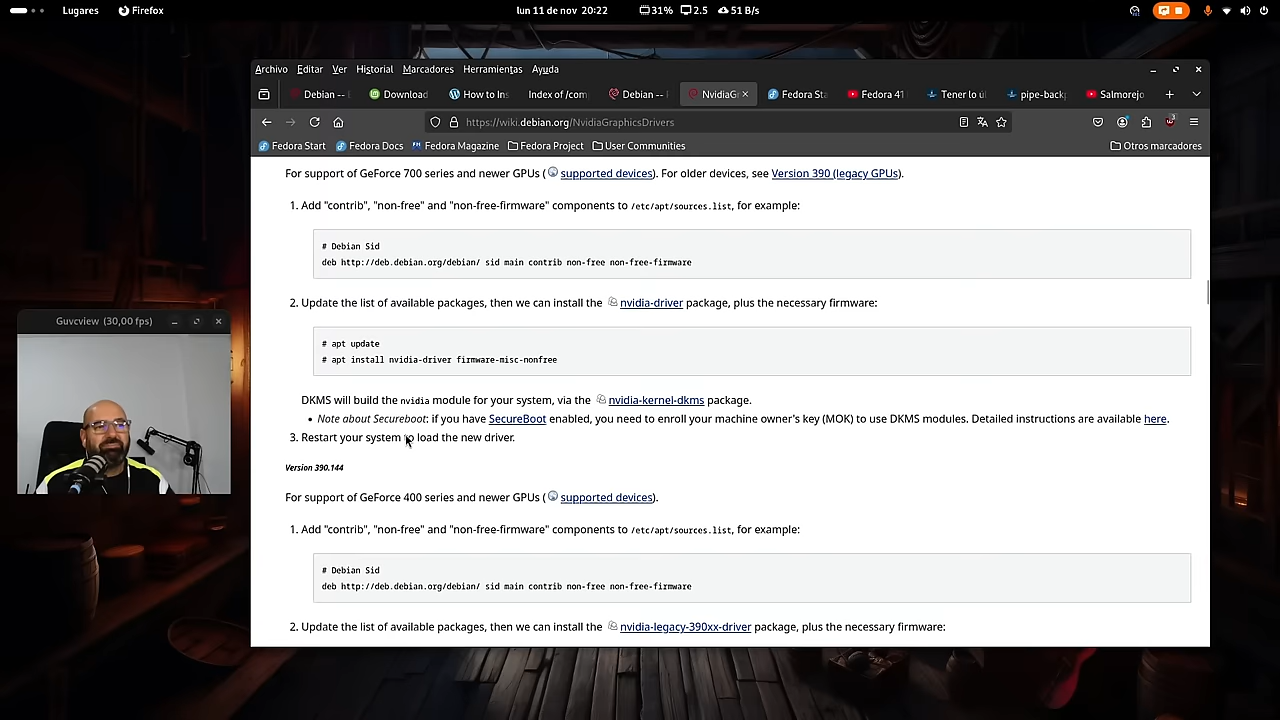 Lugares Firefox lun 11 de nov 20:22 31% 2.5 51 B/s
Archivo Editar Ver Historial Marcadores Herramientas Ayuda
Debian -- Download How to Ins Index of /com Debian -- NvidiaG Fedora Sta Fedora 41 Tener lo ú pipe-back Salmorejo
https://wiki.debian.org/NvidiaGraphicsDrivers 3
Fedora Start Fedora Docs Fedora Magazine Fedora Project User Communities Otros marcadores
For support of GeForce 700 series and newer GPUs ( supported devices). For older devices, see Version 390 (legacy GPUs).
1. Add "contrib", "non-free" and "non-free-firmware" components to /etc/apt/sources.list, for example:
# Debian Sid
deb http://deb.debian.org/debian/ sid main contrib non-free non-free-firmware
2. Update the list of available packages, then we can install the nvidia-driver package, plus the necessary firmware:
# apt update
# apt install nvidia-driver firmware-misc-nonfree
DKMS will build the nvidia module for your system, via the nvidia-kernel-dkms package.
• Note about Secureboot: if you have SecureBoot enabled, you need to enroll your machine owner's key (MOK) to use DKMS modules. Detailed instructions are available here.
3. Restart your system to load the new driver.
Version 390.144
For support of GeForce 400 series and newer GPUs ( supported devices).
1. Add "contrib", "non-free" and "non-free-firmware" components to /etc/apt/sources.list, for example:
# Debian Sid
deb http://deb.debian.org/debian/ sid main contrib non-free non-free-firmware
2. Update the list of available packages, then we can install the nvidia-legacy-390xx-driver package, plus the necessary firmware:
Guvcview (30,00 fps)